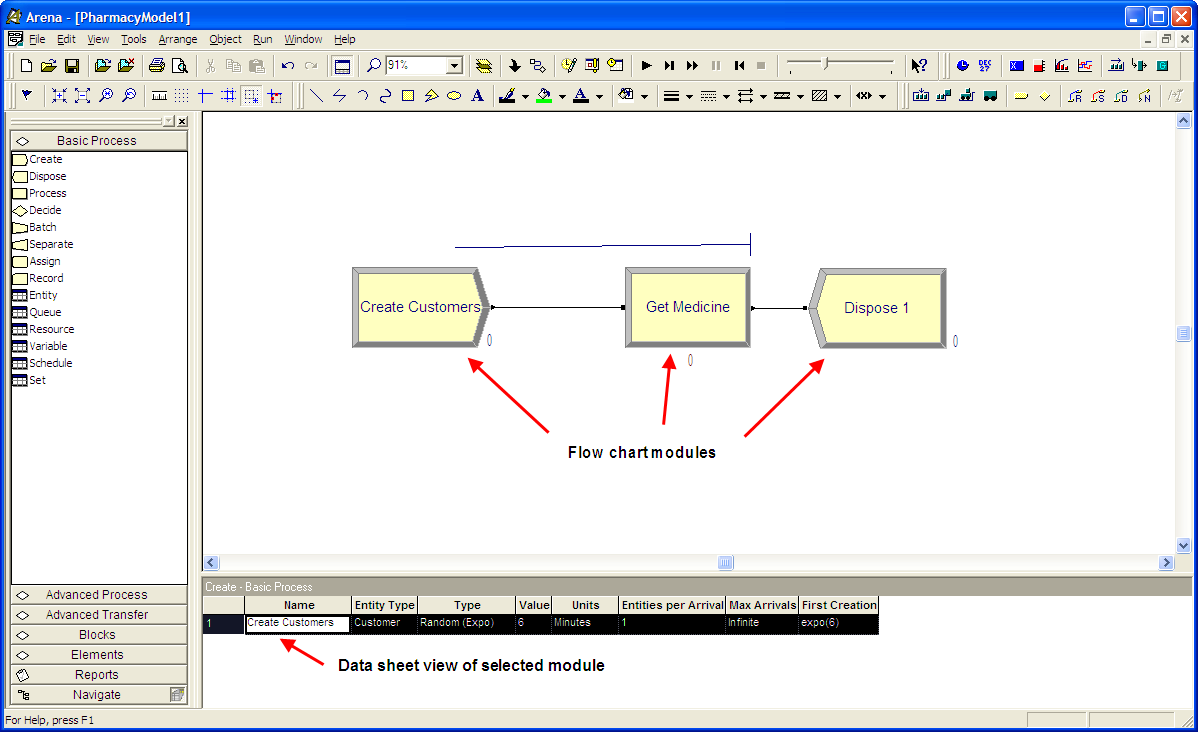 Arena - [PharmacyModel1]
File Edit View Tools Arrange Object Run Window Help
91%
Basic Process
Create
Dispose
Process
Decide
Batch
Separate
Assign
Record
Entity
Queue
Resource
Variable
Schedule
Set
Advanced Process
Advanced Transfer
Blocks
Elements
Reports
Navigate
Create Customers
0
Get Medicine
0
Dispose 1
0
Flow chart modules
Create - Basic Process
Name Entity Type Type Value Units Entities per Arrival Max Arrivals First Creation
1 Create Customers Customer Random (Expo) 6 Minutes 1 Infinite expo(6)
Data sheet view of selected module
For Help, press F1